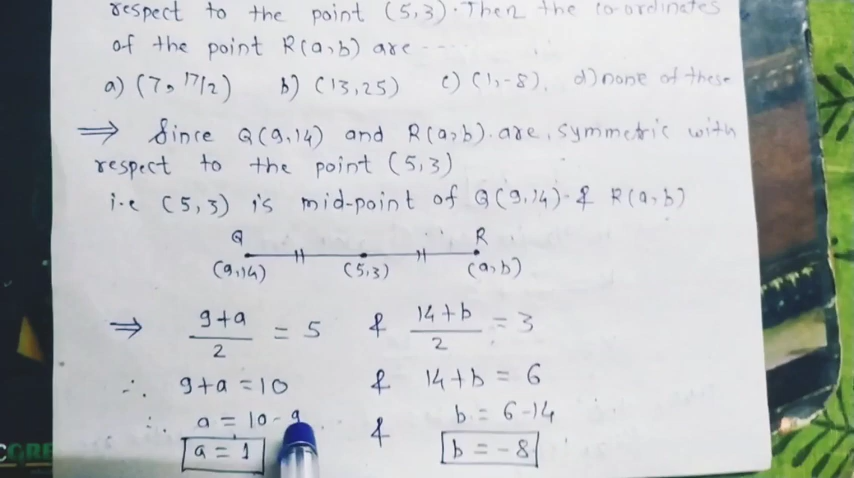 respect to the point (5,3). Then the co-ordinates
of the point R(a,b) are ----
a) (7, 17/2) b) (13,25) c) (1,-8), d) none of these
⇒ Since Q(9,14) and R(a,b) are symmetric with
respect to the point (5,3)
i.e (5,3) is mid-point of Q(9,14) & R(a,b)
Q R
(9,14) (5,3) (a,b)
⇒ (9+a)/2 = 5 & (14+b)/2 = 3
∴ 9+a = 10 & 14+b = 6
∴ a = 10-9 & b = 6-14
a = 1 b = -8